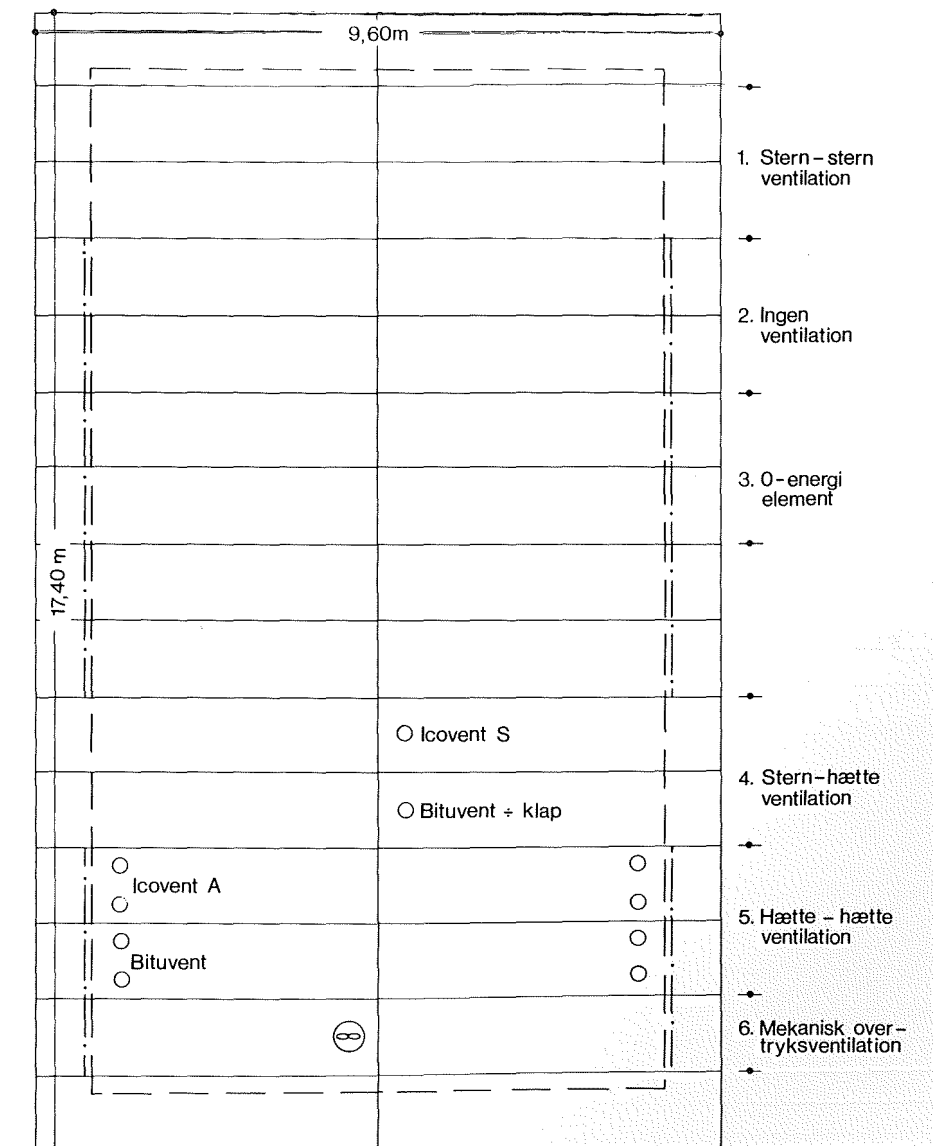 9,60m
1. Stern – stern
ventilation
2. Ingen
ventilation
3. 0 – energi
element
17,40 m
Icovent S
4. Stern – hætte
ventilation
Bituvent ÷ klap
Icovent A
5. Hætte – hætte
ventilation
Bituvent
6. Mekanisk over –
tryksventilation